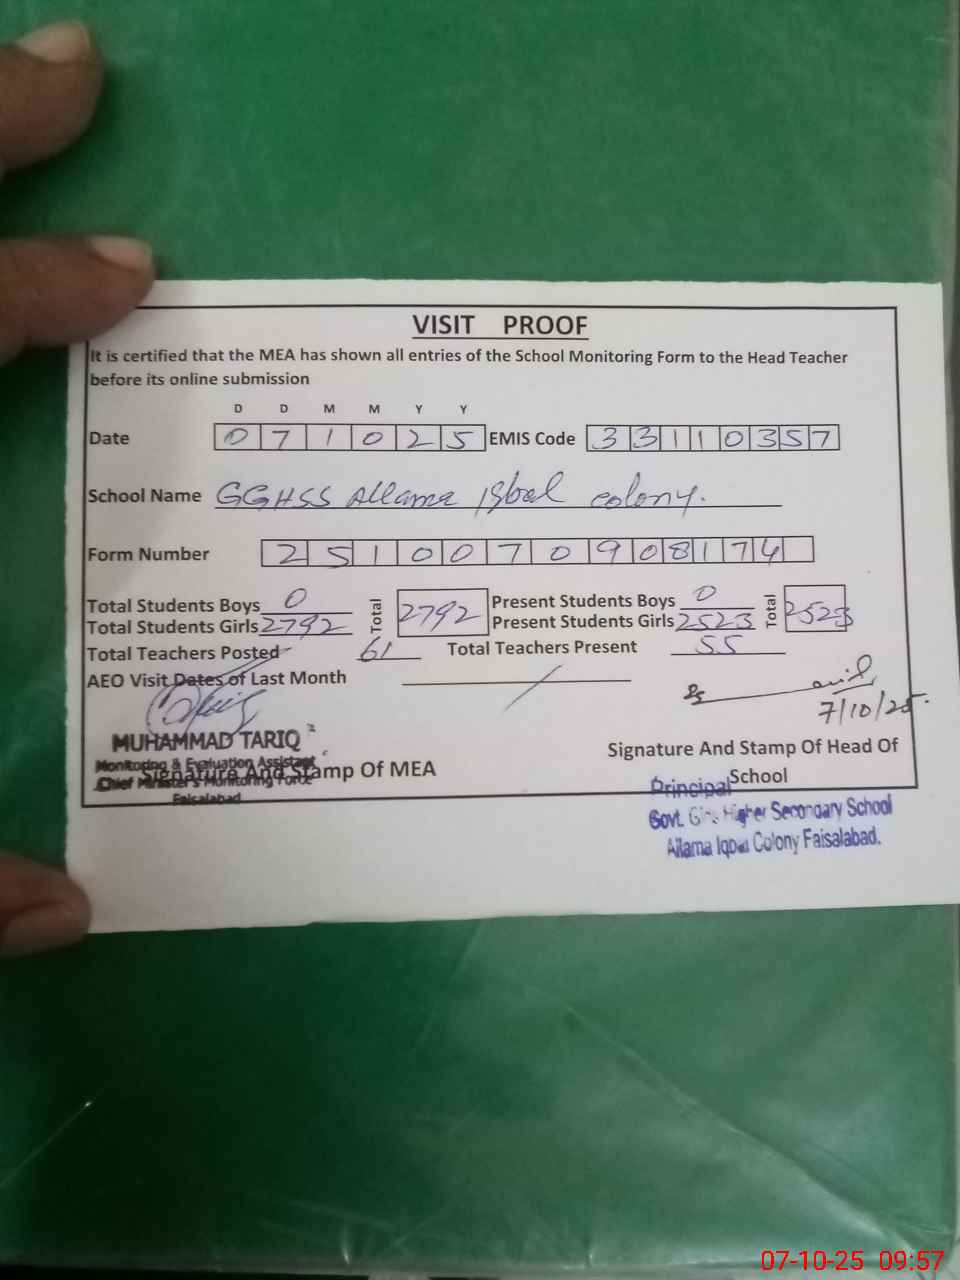 VISIT PROOF
It is certified that the MEA has shown all entries of the School Monitoring Form to the Head Teacher
before its online submission
D D M M Y Y
Date 0 7 1 0 2 5 EMIS Code 3 3 1 1 0 3 5 7
School Name GGHSS Allama Iqbal colony.
Form Number 2 5 1 0 0 7 0 9 0 8 1 7 4
Total Students Boys 0 Total 2792 Present Students Boys 0 Total 2523
Total Students Girls 2792 Present Students Girls 2523
Total Teachers Posted 61 Total Teachers Present 55
AEO Visit Dates of Last Month
7/10/25.
MUHAMMAD TARIQ
Monitoring & Evaluation Assistant
Chief Minister's Monitoring Force
Faisalabad
Signature And Stamp Of MEA
Signature And Stamp Of Head Of
School
Principal
Govt. Girls Higher Secondary School
Allama Iqbal Colony Faisalabad.
07-10-25 09:57